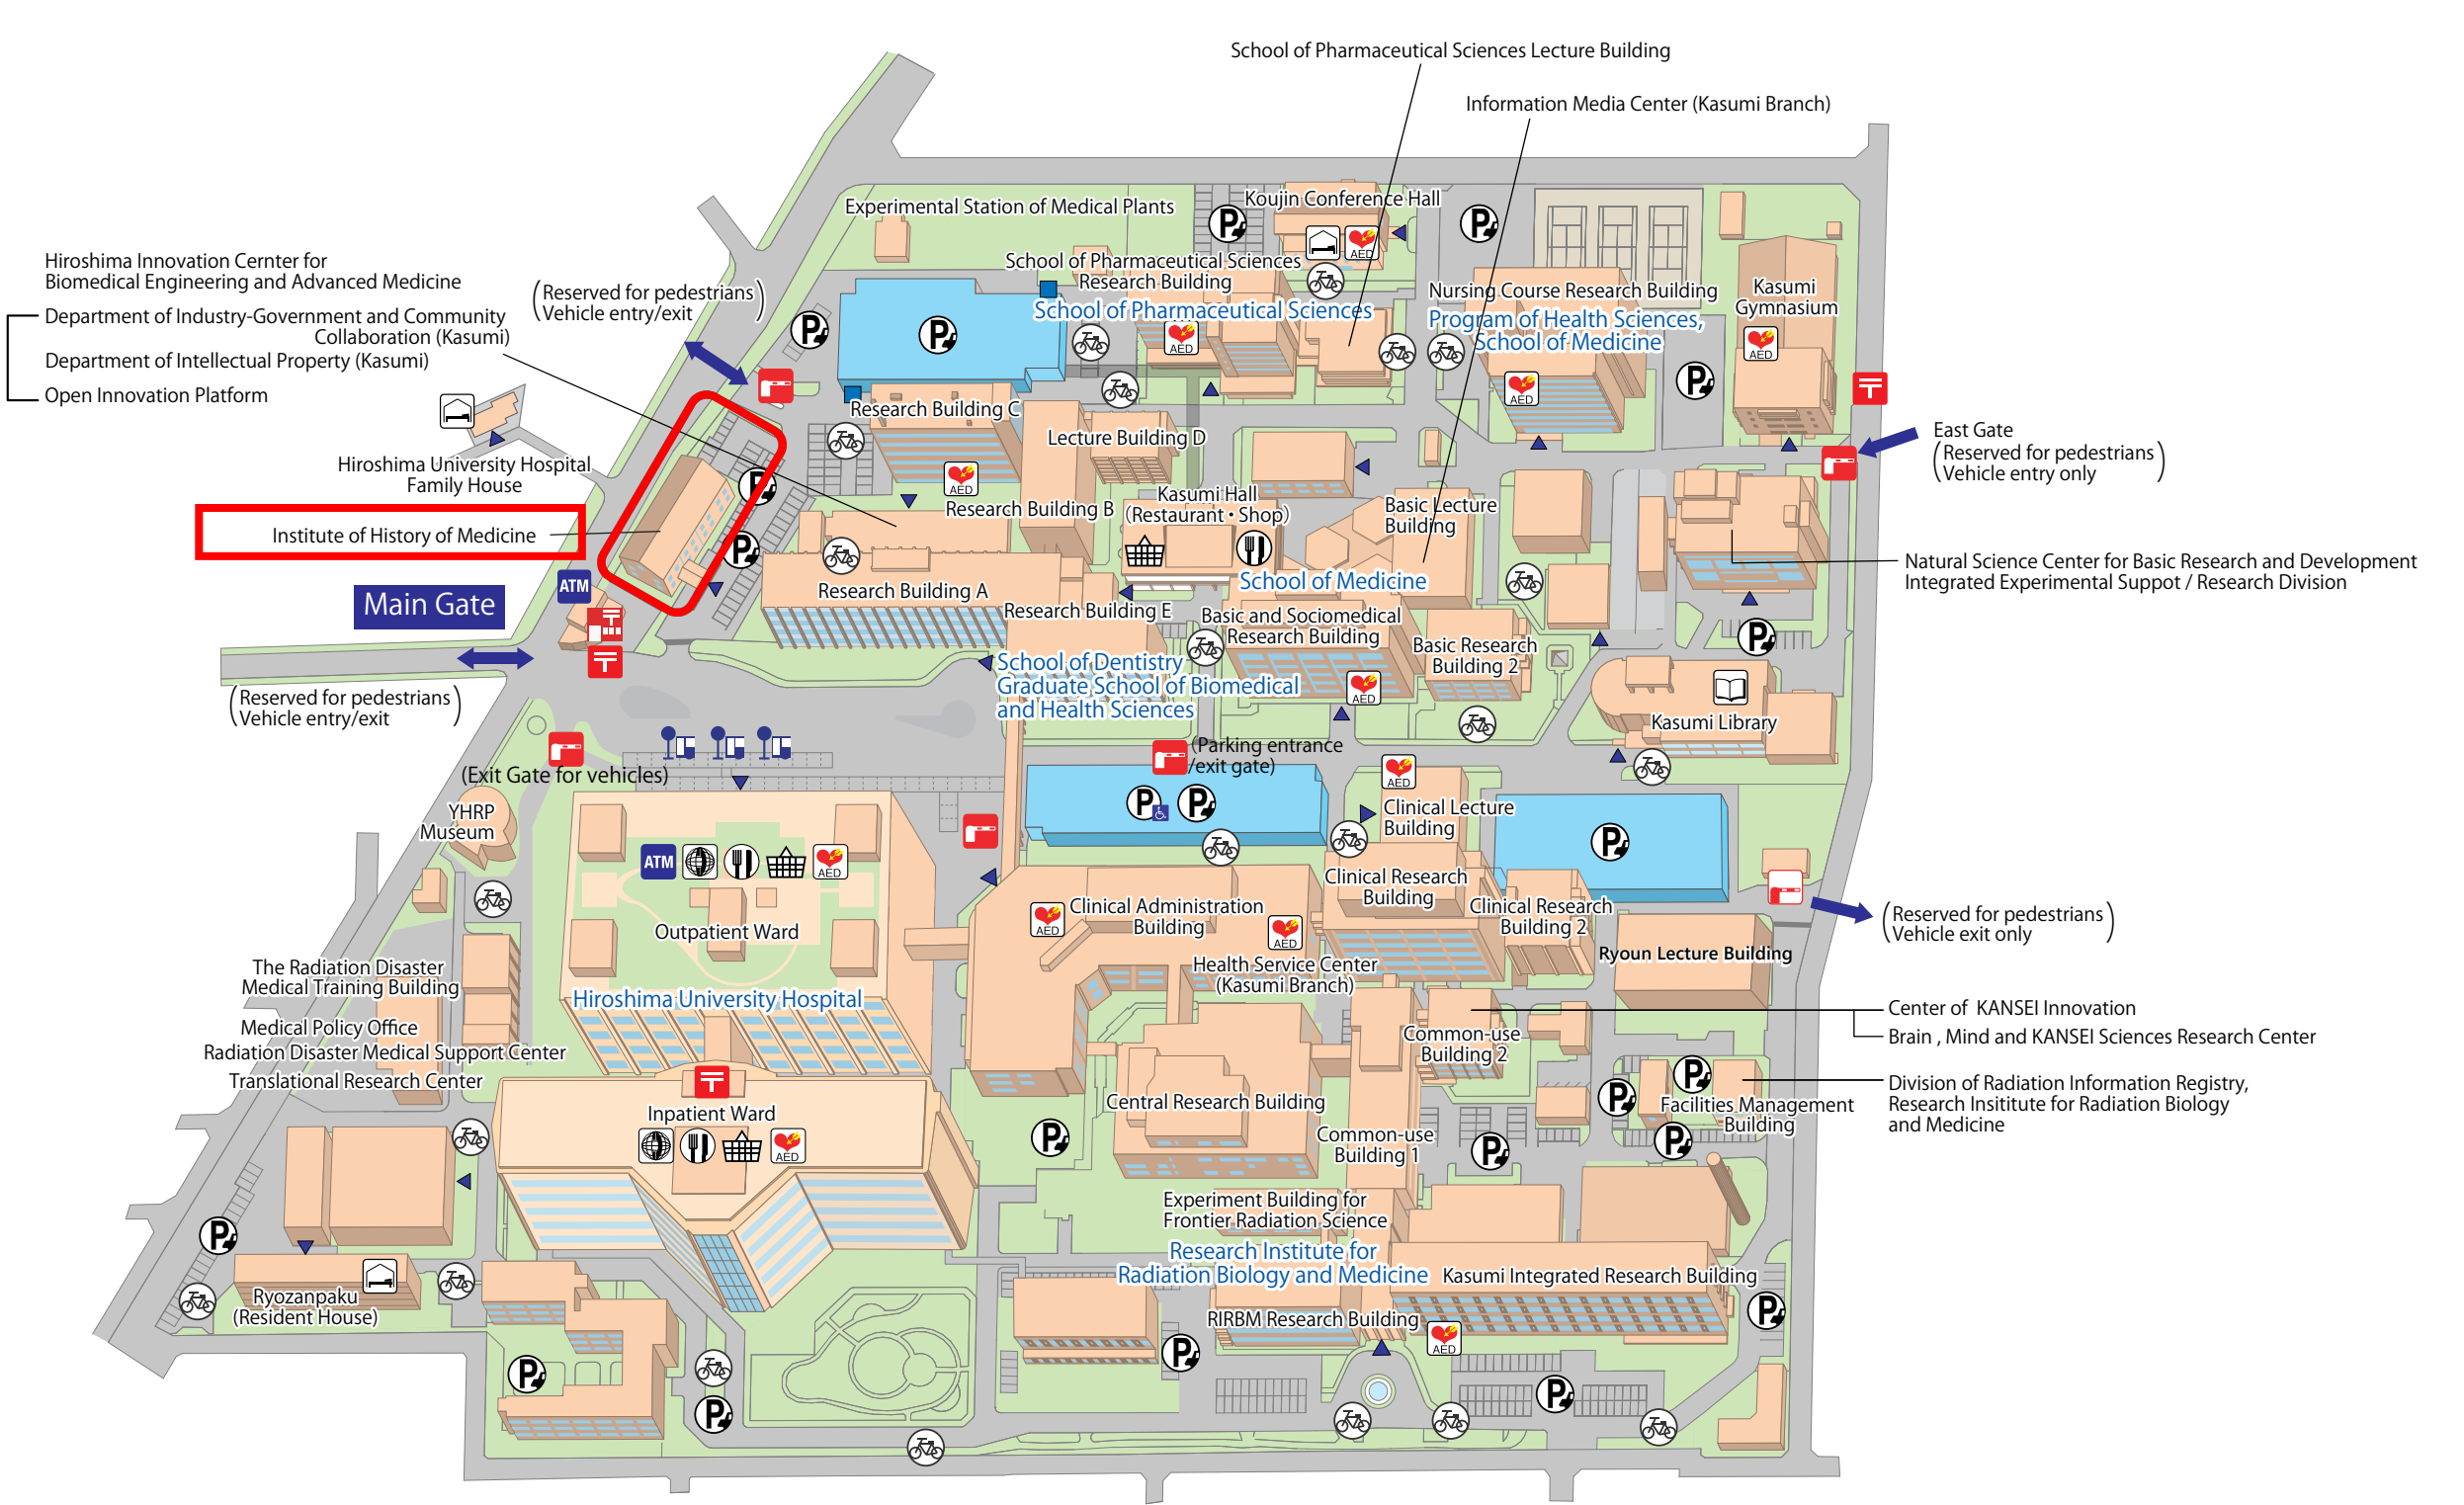 School of Pharmaceutical Sciences Lecture Building
Information Media Center (Kasumi Branch)
Koujin Conference Hall
Experimental Station of Medical Plants
AED
Hiroshima Innovation Cernter for
Biomedical Engineering and Advanced Medicine
Department of Industry-Government and Community
Collaboration (Kasumi)
Department of Intellectual Property (Kasumi)
Open Innovation Platform
(Reserved for pedestrians
Vehicle entry/exit)
School of Pharmaceutical Sciences
Research Building
School of Pharmaceutical Sciences
AED
Nursing Course Research Building
Program of Health Sciences,
School of Medicine
AED
Kasumi
Gymnasium
AED
P
P
P
P
P
Research Building C
AED
Lecture Building D
East Gate
(Reserved for pedestrians
Vehicle entry only)
Hiroshima University Hospital
Family House
P
Institute of History of Medicine
P
Research Building B
Kasumi Hall
(Restaurant・Shop)
Basic Lecture
Building
School of Medicine
Natural Science Center for Basic Research and Development
Integrated Experimental Suppot / Research Division
ATM
Main Gate
Research Building A
Research Building E
Basic and Sociomedical
Research Building
Basic Research
Building 2
AED
P
(Reserved for pedestrians
Vehicle entry/exit)
School of Dentistry
Graduate School of Biomedical
and Health Sciences
Kasumi Library
(Exit Gate for vehicles)
(Parking entrance
/exit gate)
AED
P
P
Clinical Lecture
Building
P
YHRP
Museum
ATM
AED
Outpatient Ward
Hiroshima University Hospital
AED
Clinical Administration
Building
AED
Clinical Research
Building
Clinical Research
Building 2
Ryoun Lecture Building
(Reserved for pedestrians
Vehicle exit only)
Health Service Center
(Kasumi Branch)
The Radiation Disaster
Medical Training Building
Medical Policy Office
Radiation Disaster Medical Support Center
Translational Research Center
Common-use
Building 2
Center of KANSEI Innovation
Brain , Mind and KANSEI Sciences Research Center
P
P
Division of Radiation Information Registry,
Research Insititute for Radiation Biology
and Medicine
Facilities Management
Building
P
Inpatient Ward
AED
P
Central Research Building
Common-use
Building 1
P
Experiment Building for
Frontier Radiation Science
Research Institute for
Radiation Biology and Medicine
Kasumi Integrated Research Building
RIRBM Research Building
AED
P
P
Ryozanpaku
(Resident House)
P
P
P
P